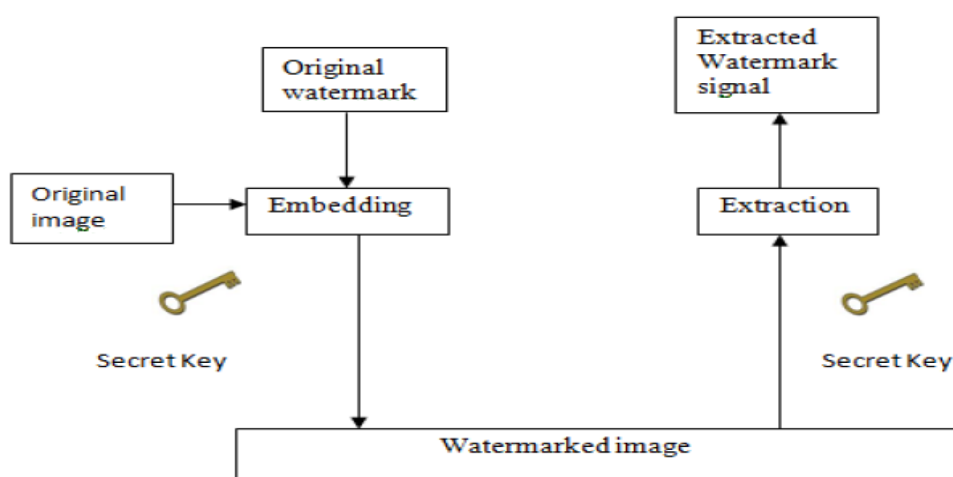 Original
watermark
Extracted
Watermark
signal
Original
image
Embedding
Extraction
Secret Key
Secret Key
Watermarked image